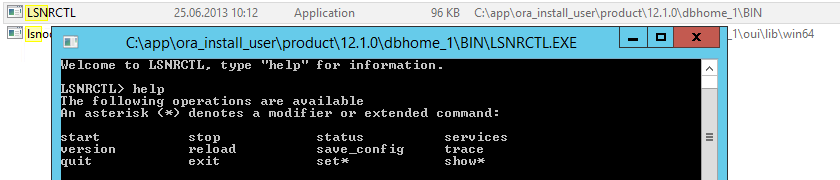 LSNRCTL 25.06.2013 10:12 Application 96 KB C:\app\ora_install_user\product\12.1.0\dbhome_1\BIN
lsno _1\oui\lib\win64
C:\app\ora_install_user\product\12.1.0\dbhome_1\BIN\LSNRCTL.EXE
Welcome to LSNRCTL, type "help" for information.
LSNRCTL> help
The following operations are available
An asterisk (*) denotes a modifier or extended command:
start stop status services
version reload save_config trace
quit exit set* show*